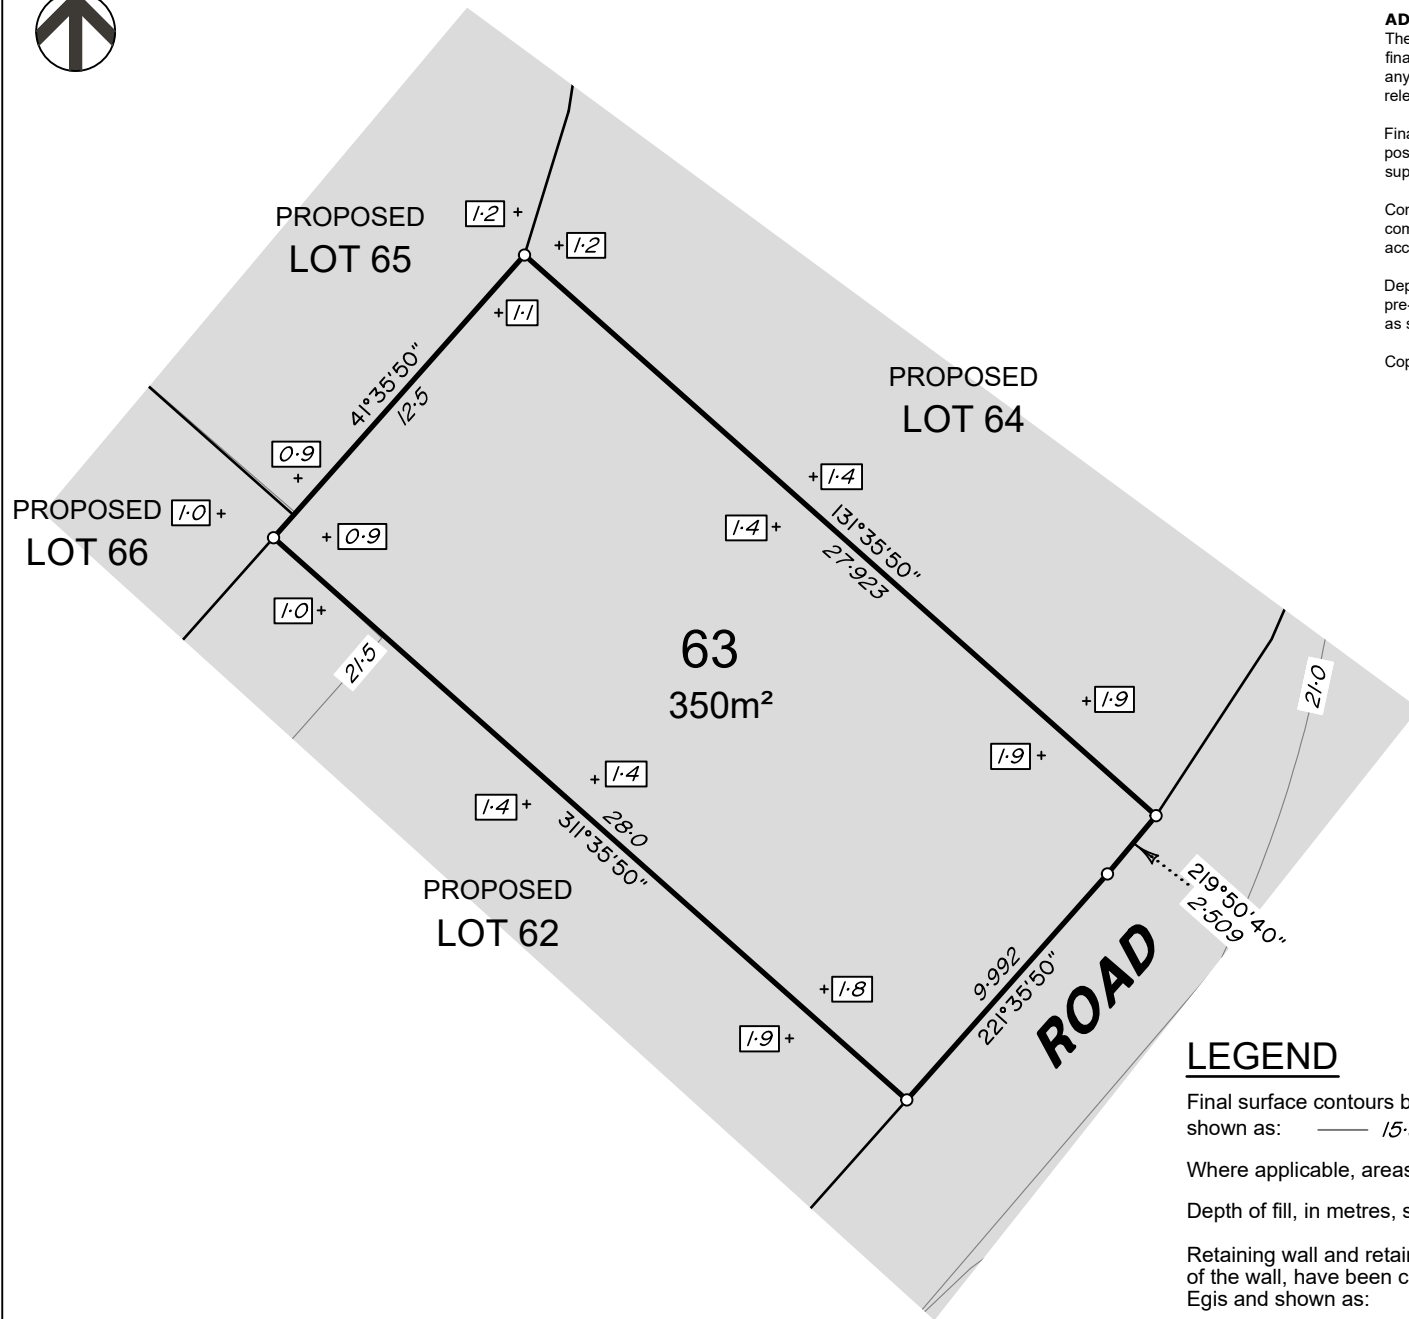 AD
The
fina
any
rele
Fina
pos
sup
Cor
com
acc
Dep
pre-
as s
Cop
PROPOSED
LOT 65
1·2
1·2
1·1
41°35'50"
12·5
PROPOSED
LOT 64
0·9
PROPOSED
LOT 66
1·0
0·9
1·4
1·4
131°35'50"
27·923
1·0
21·5
63
350m²
21·0
1·9
1·9
1·4
1·4
28·0
311°35'50"
PROPOSED
LOT 62
219°50'40"
2·509
1·8
1·9
9·992
221°35'50"
ROAD
LEGEND
Final surface contours b
shown as: 15·
Where applicable, areas
Depth of fill, in metres, s
Retaining wall and retair
of the wall, have been c
Egis and shown as: